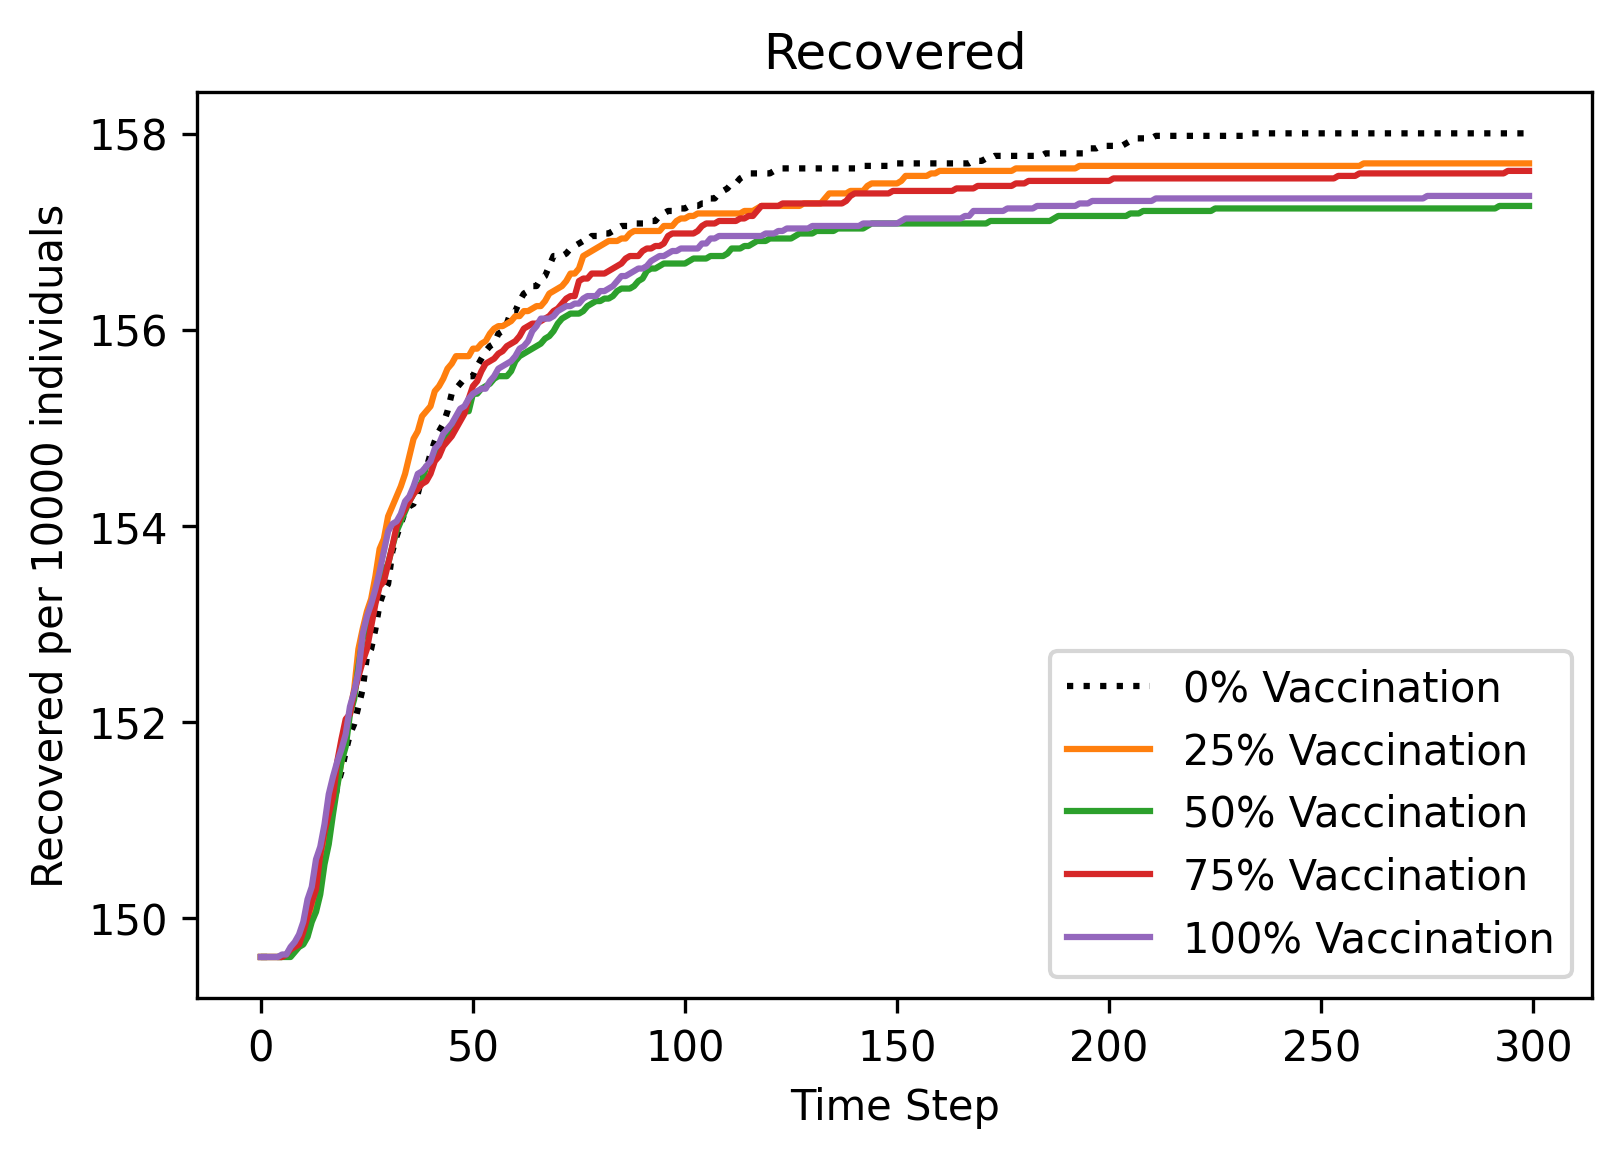 Recovered
Recovered per 10000 individuals
158
156
154
152
150
0% Vaccination
25% Vaccination
50% Vaccination
75% Vaccination
100% Vaccination
0 50 100 150 200 250 300
Time Step